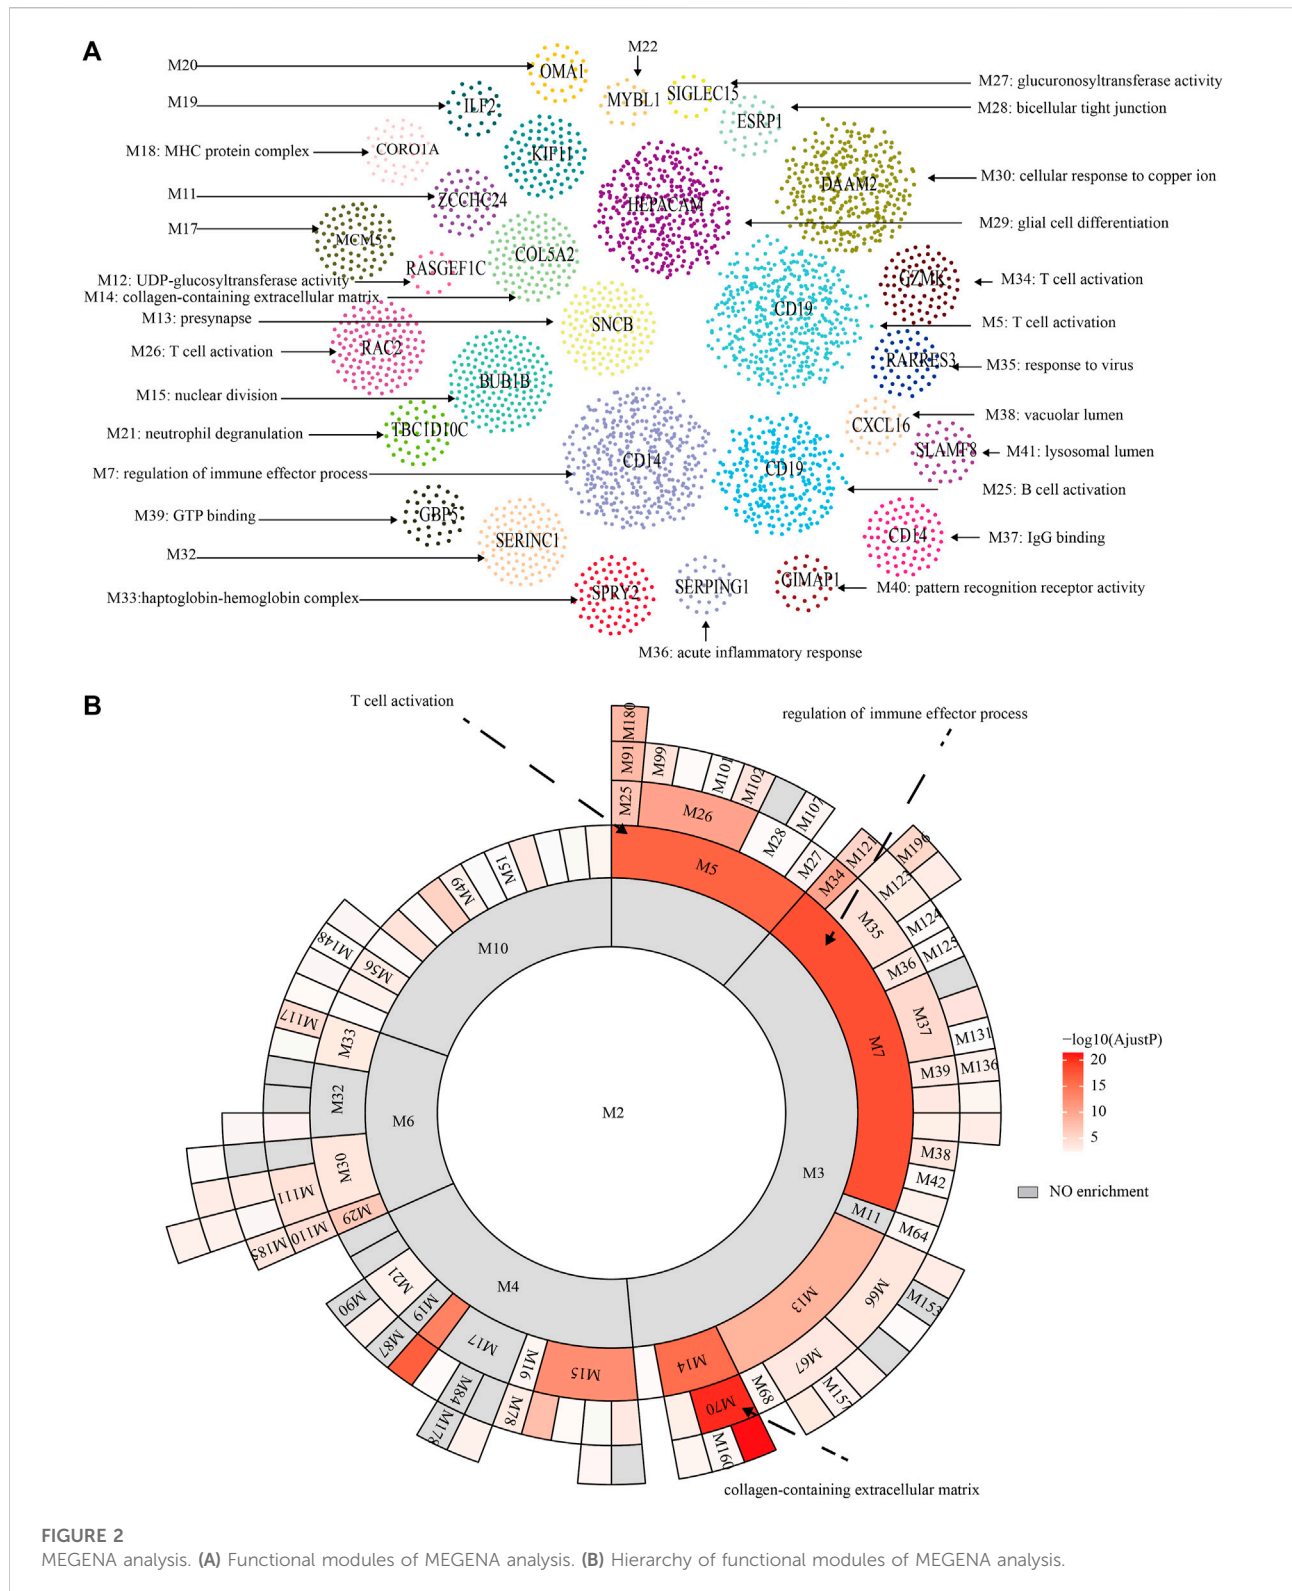 A
M20
OMA1
M22
MYBL1
SIGLEC15
M27: glucuronosyltransferase activity
M19
ILF2
ESRP1
M28: bicellular tight junction
M18: MHC protein complex
CORO1A
KIF11
DAAM2
M30: cellular response to copper ion
M11
ZCCHC24
HEPACAM
M29: glial cell differentiation
M17
MCM5
COL5A2
RASGEF1C
GZMK
M34: T cell activation
M12: UDP-glucosyltransferase activity
M14: collagen-containing extracellular matrix
M13: presynapse
SNCB
CD19
M5: T cell activation
M26: T cell activation
RAC2
RARRES3
M35: response to virus
M15: nuclear division
BUB1B
CXCL16
M38: vacuolar lumen
M21: neutrophil degranulation
TBC1D10C
SLAMF8
M41: lysosomal lumen
M7: regulation of immune effector process
CD14
CD19
M25: B cell activation
M39: GTP binding
GBP5
SERINC1
CD14
M37: IgG binding
M32
M33:haptoglobin-hemoglobin complex
SPRY2
SERPING1
GIMAP1
M40: pattern recognition receptor activity
M36: acute inflammatory response
B
T cell activation
regulation of immune effector process
M180
M91
M99
M101
M102
M107
M25
M26
M28
M27
M34
M121
M196
M5
M123
M35
M124
M125
M36
M37
M131
M39
M136
M7
M38
M42
M11
M64
M3
M13
M66
M153
M67
M157
M68
M14
M70
M160
collagen-containing extracellular matrix
M2
M10
M51
M49
M56
M148
M117
M33
M32
M6
M30
M111
M29
M110
M185
M4
M21
M19
M90
M87
M17
M84
M178
M16
M78
M15
−log10(AjustP)
20
15
10
5
NO enrichment
FIGURE 2
MEGENA analysis. (A) Functional modules of MEGENA analysis. (B) Hierarchy of functional modules of MEGENA analysis.